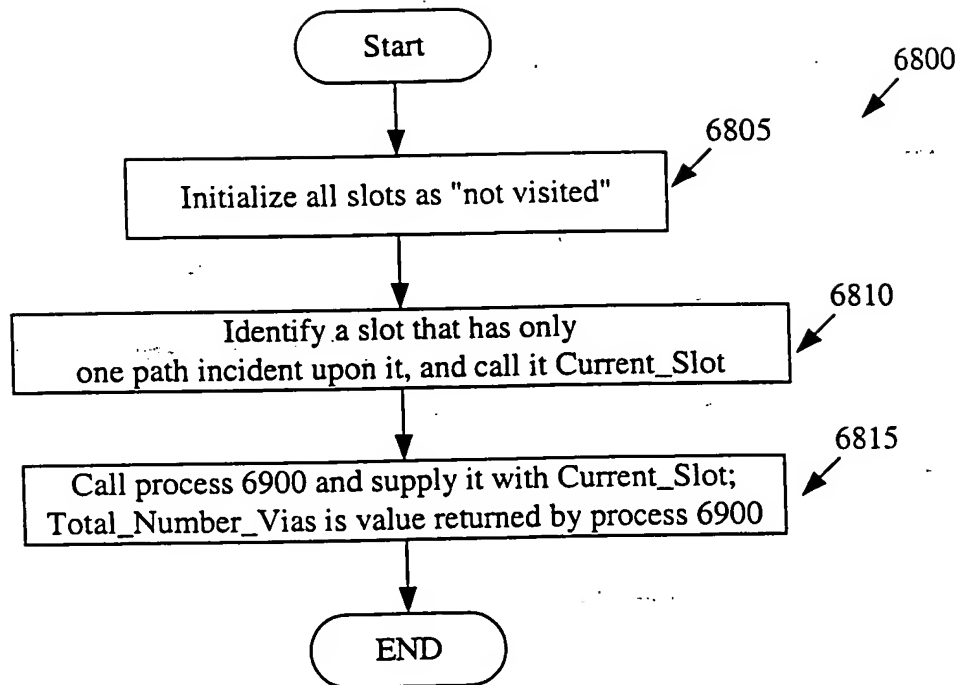 Start
6800
6805
Initialize all slots as "not visited"
6810
Identify a slot that has only
one path incident upon it, and call it Current_Slot
6815
Call process 6900 and supply it with Current_Slot;
Total_Number_Vias is value returned by process 6900
END